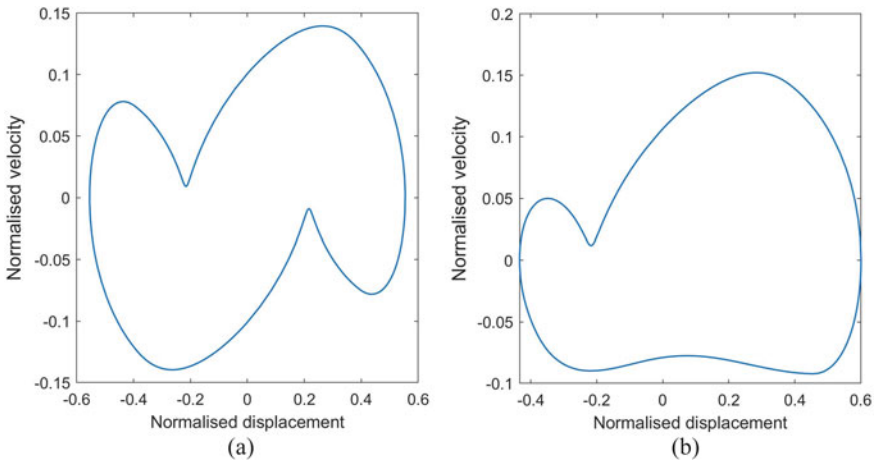 0.15
0.1
0.05
0
-0.05
-0.1
-0.15
-0.6 -0.4 -0.2 0 0.2 0.4 0.6
Normalised velocity
Normalised displacement
(a)
0.2
0.15
0.1
0.05
0
-0.05
-0.1
-0.4 -0.2 0 0.2 0.4 0.6
Normalised velocity
Normalised displacement
(b)